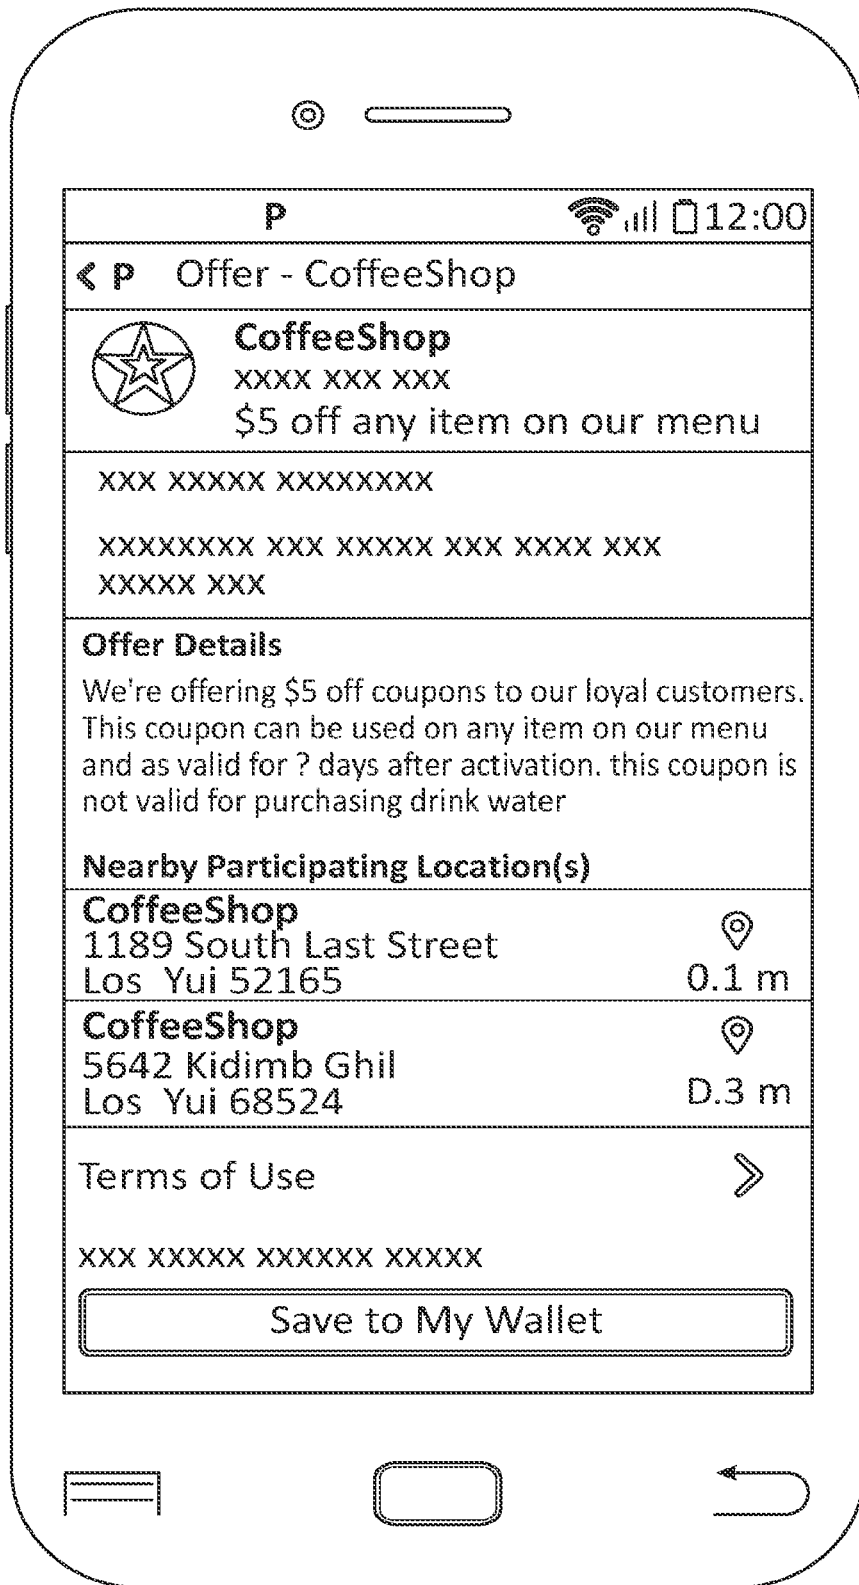 P 12:00
< P Offer - CoffeeShop
CoffeeShop
xxxx xxx xxx
$5 off any item on our menu
xxx xxxxx xxxxxxxx
xxxxxxxx xxx xxxxx xxx xxxx xxx
xxxxx xxx
Offer Details
We're offering $5 off coupons to our loyal customers.
This coupon can be used on any item on our menu
and as valid for ? days after activation. this coupon is
not valid for purchasing drink water
Nearby Participating Location(s)
CoffeeShop
1189 South Last Street
Los Yui 52165
0.1 m
CoffeeShop
5642 Kidimb Ghil
Los Yui 68524
D.3 m
Terms of Use
xxx xxxxx xxxxxx xxxxx
Save to My Wallet